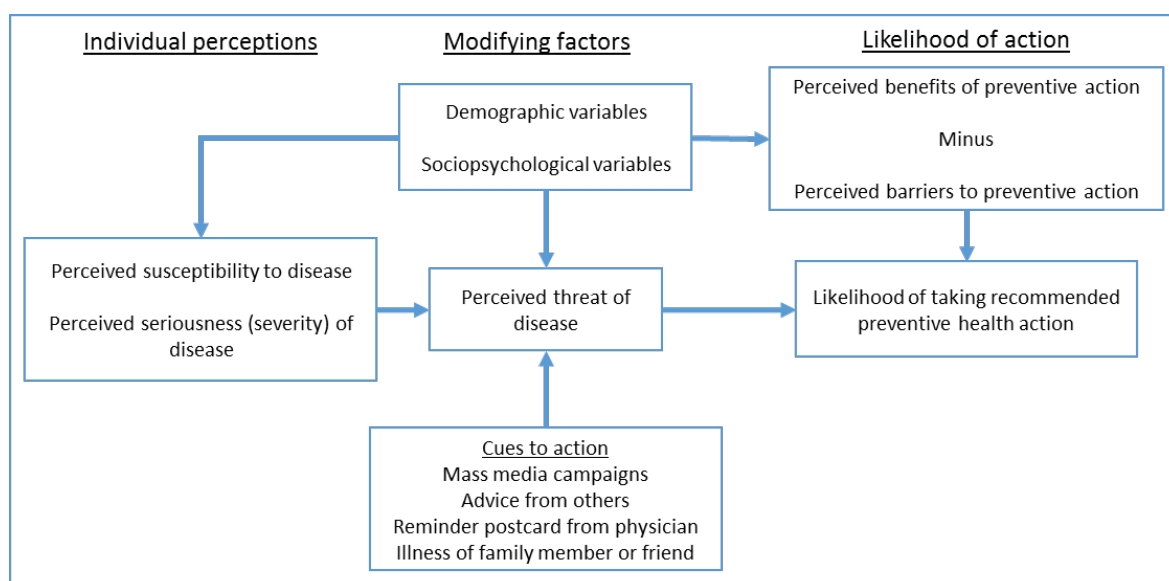 Individual perceptions
Modifying factors
Likelihood of action
Demographic variables
Sociopsychological variables
Perceived benefits of preventive action
Minus
Perceived barriers to preventive action
Perceived susceptibility to disease
Perceived seriousness (severity) of
disease
Perceived threat of
disease
Likelihood of taking recommended
preventive health action
Cues to action
Mass media campaigns
Advice from others
Reminder postcard from physician
Illness of family member or friend